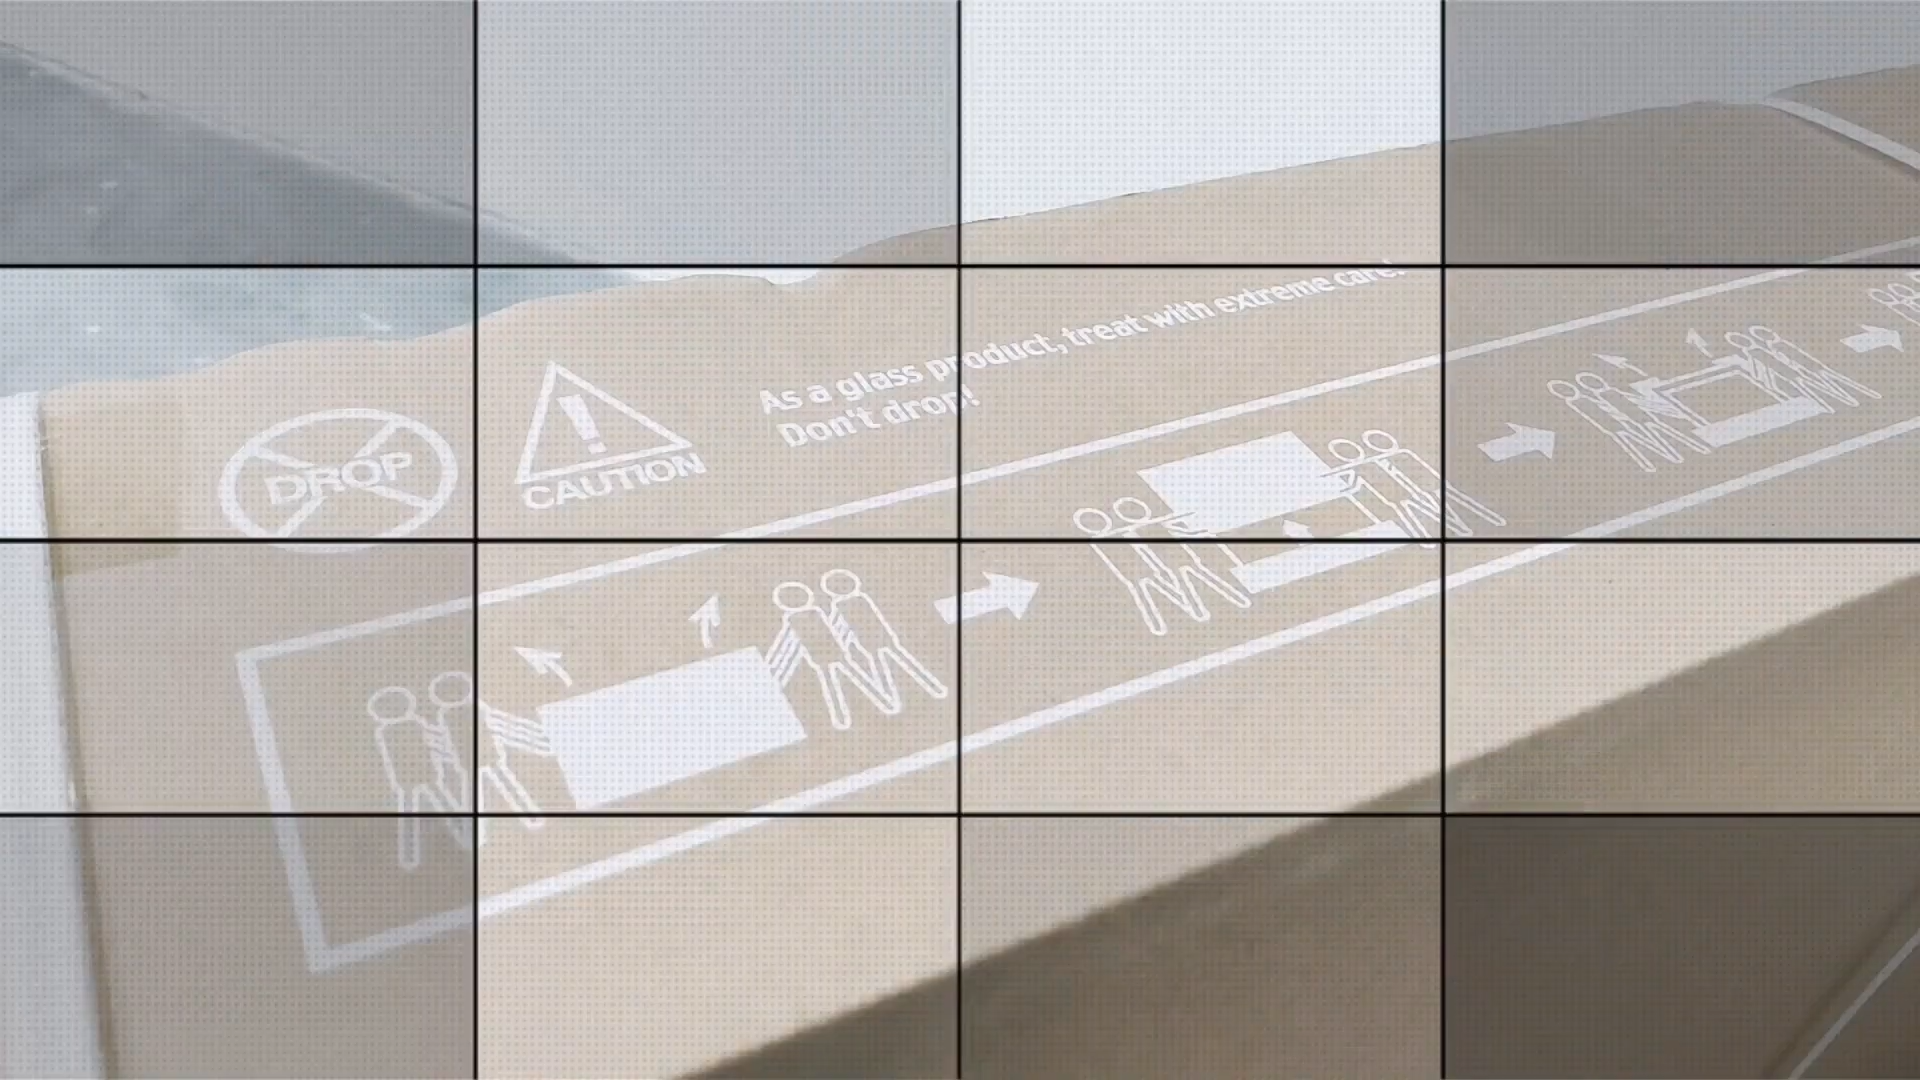 DROP
CAUTION
As a glass product, treat with extreme care!
Don't drop!